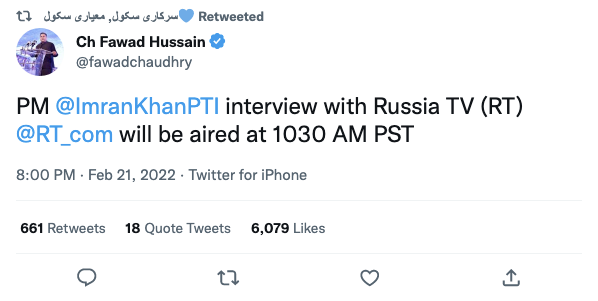 سرکاری سکول, معیاری سکول💙 Retweeted
Ch Fawad Hussain
@fawadchaudhry
PM @ImranKhanPTI interview with Russia TV (RT)
@RT_com will be aired at 1030 AM PST
8:00 PM · Feb 21, 2022 · Twitter for iPhone
661 Retweets 18 Quote Tweets 6,079 Likes